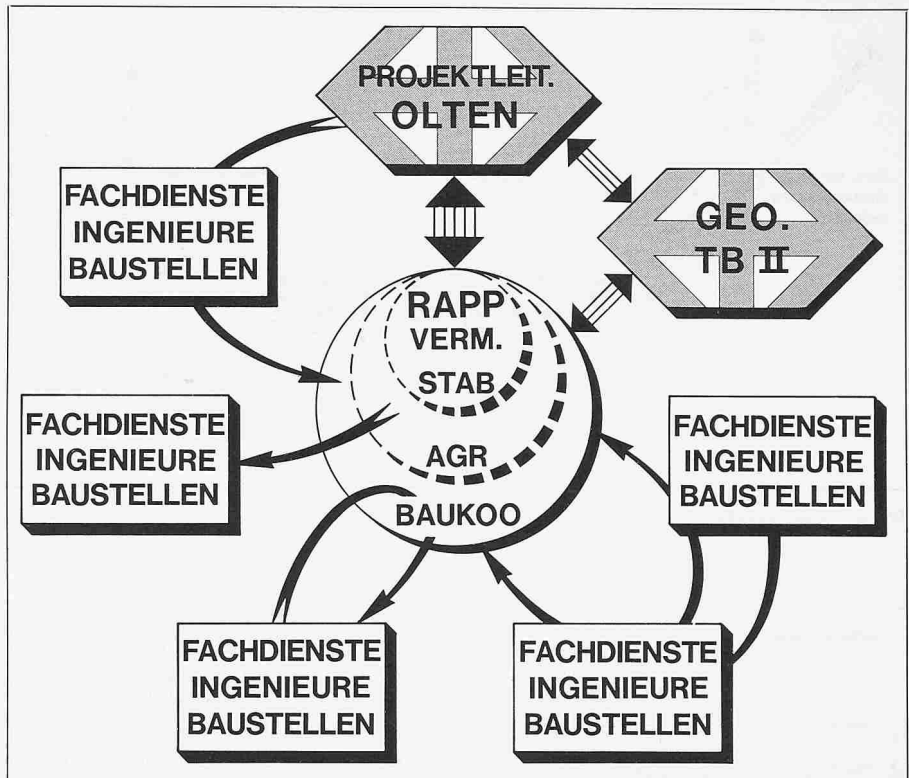 PROJEKTLEIT.
OLTEN
FACHDIENSTE
INGENIEURE
BAUSTELLEN
GEO.
TB II
RAPP
VERM.
STAB
AGR
BAUKOO
FACHDIENSTE
INGENIEURE
BAUSTELLEN
FACHDIENSTE
INGENIEURE
BAUSTELLEN
FACHDIENSTE
INGENIEURE
BAUSTELLEN
FACHDIENSTE
INGENIEURE
BAUSTELLEN